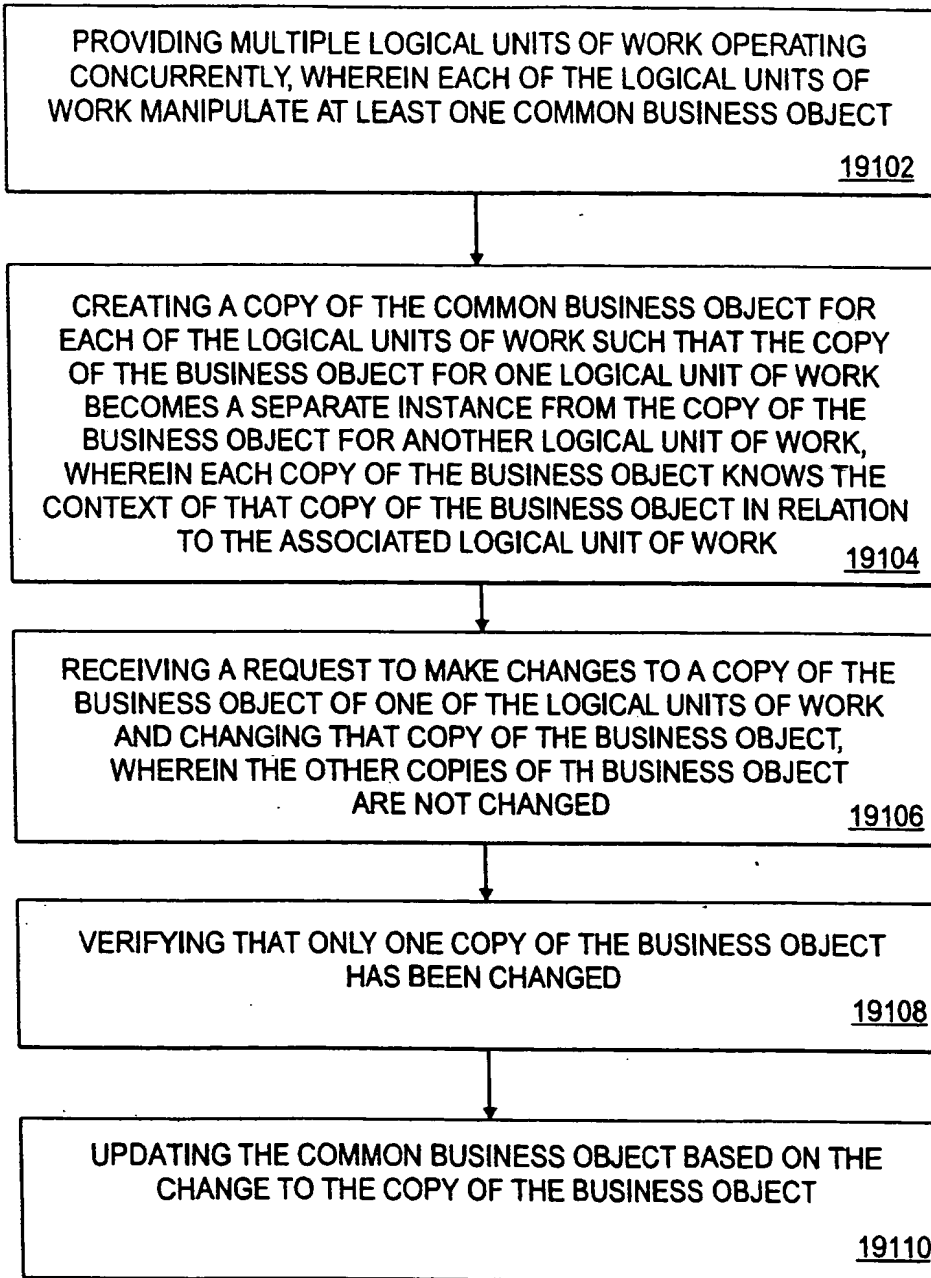 PROVIDING MULTIPLE LOGICAL UNITS OF WORK OPERATING
CONCURRENTLY, WHEREIN EACH OF THE LOGICAL UNITS OF
WORK MANIPULATE AT LEAST ONE COMMON BUSINESS OBJECT
19102
CREATING A COPY OF THE COMMON BUSINESS OBJECT FOR
EACH OF THE LOGICAL UNITS OF WORK SUCH THAT THE COPY
OF THE BUSINESS OBJECT FOR ONE LOGICAL UNIT OF WORK
BECOMES A SEPARATE INSTANCE FROM THE COPY OF THE
BUSINESS OBJECT FOR ANOTHER LOGICAL UNIT OF WORK,
WHEREIN EACH COPY OF THE BUSINESS OBJECT KNOWS THE
CONTEXT OF THAT COPY OF THE BUSINESS OBJECT IN RELATION
TO THE ASSOCIATED LOGICAL UNIT OF WORK
19104
RECEIVING A REQUEST TO MAKE CHANGES TO A COPY OF THE
BUSINESS OBJECT OF ONE OF THE LOGICAL UNITS OF WORK
AND CHANGING THAT COPY OF THE BUSINESS OBJECT,
WHEREIN THE OTHER COPIES OF TH BUSINESS OBJECT
ARE NOT CHANGED
19106
VERIFYING THAT ONLY ONE COPY OF THE BUSINESS OBJECT
HAS BEEN CHANGED
19108
UPDATING THE COMMON BUSINESS OBJECT BASED ON THE
CHANGE TO THE COPY OF THE BUSINESS OBJECT
19110